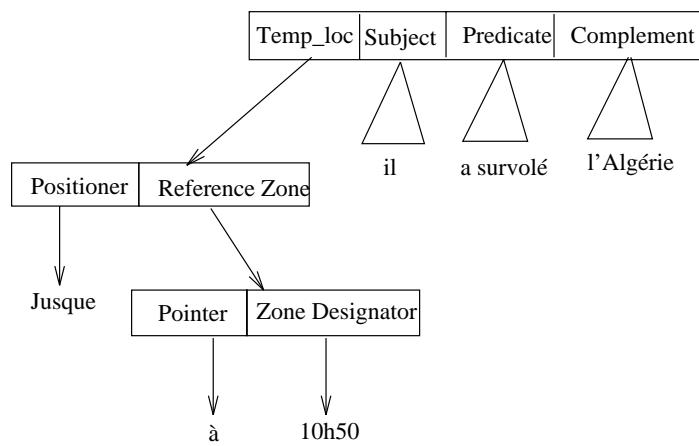 Temp_loc Subject Predicate Complement
il a survolé l'Algérie
Positioner Reference Zone
Jusque
Pointer Zone Designator
à 10h50